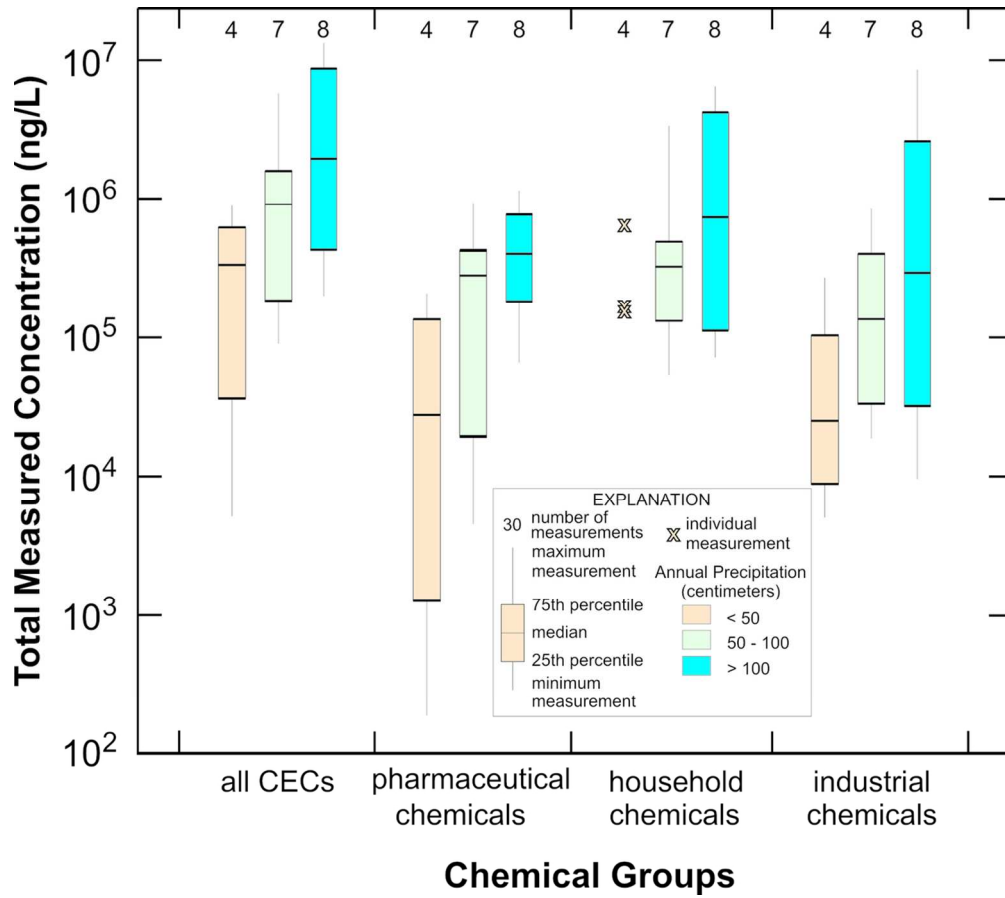 4 7 8 4 7 8 4 7 8 4 7 8
Total Measured Concentration (ng/L)
10^7
10^6
10^5
10^4
10^3
10^2
EXPLANATION
30 number of
measurements
maximum
measurement
75th percentile
median
25th percentile
minimum
measurement
x individual
measurement
Annual Precipitation
(centimeters)
< 50
50 - 100
> 100
all CECs
pharmaceutical
chemicals
household
chemicals
industrial
chemicals
Chemical Groups